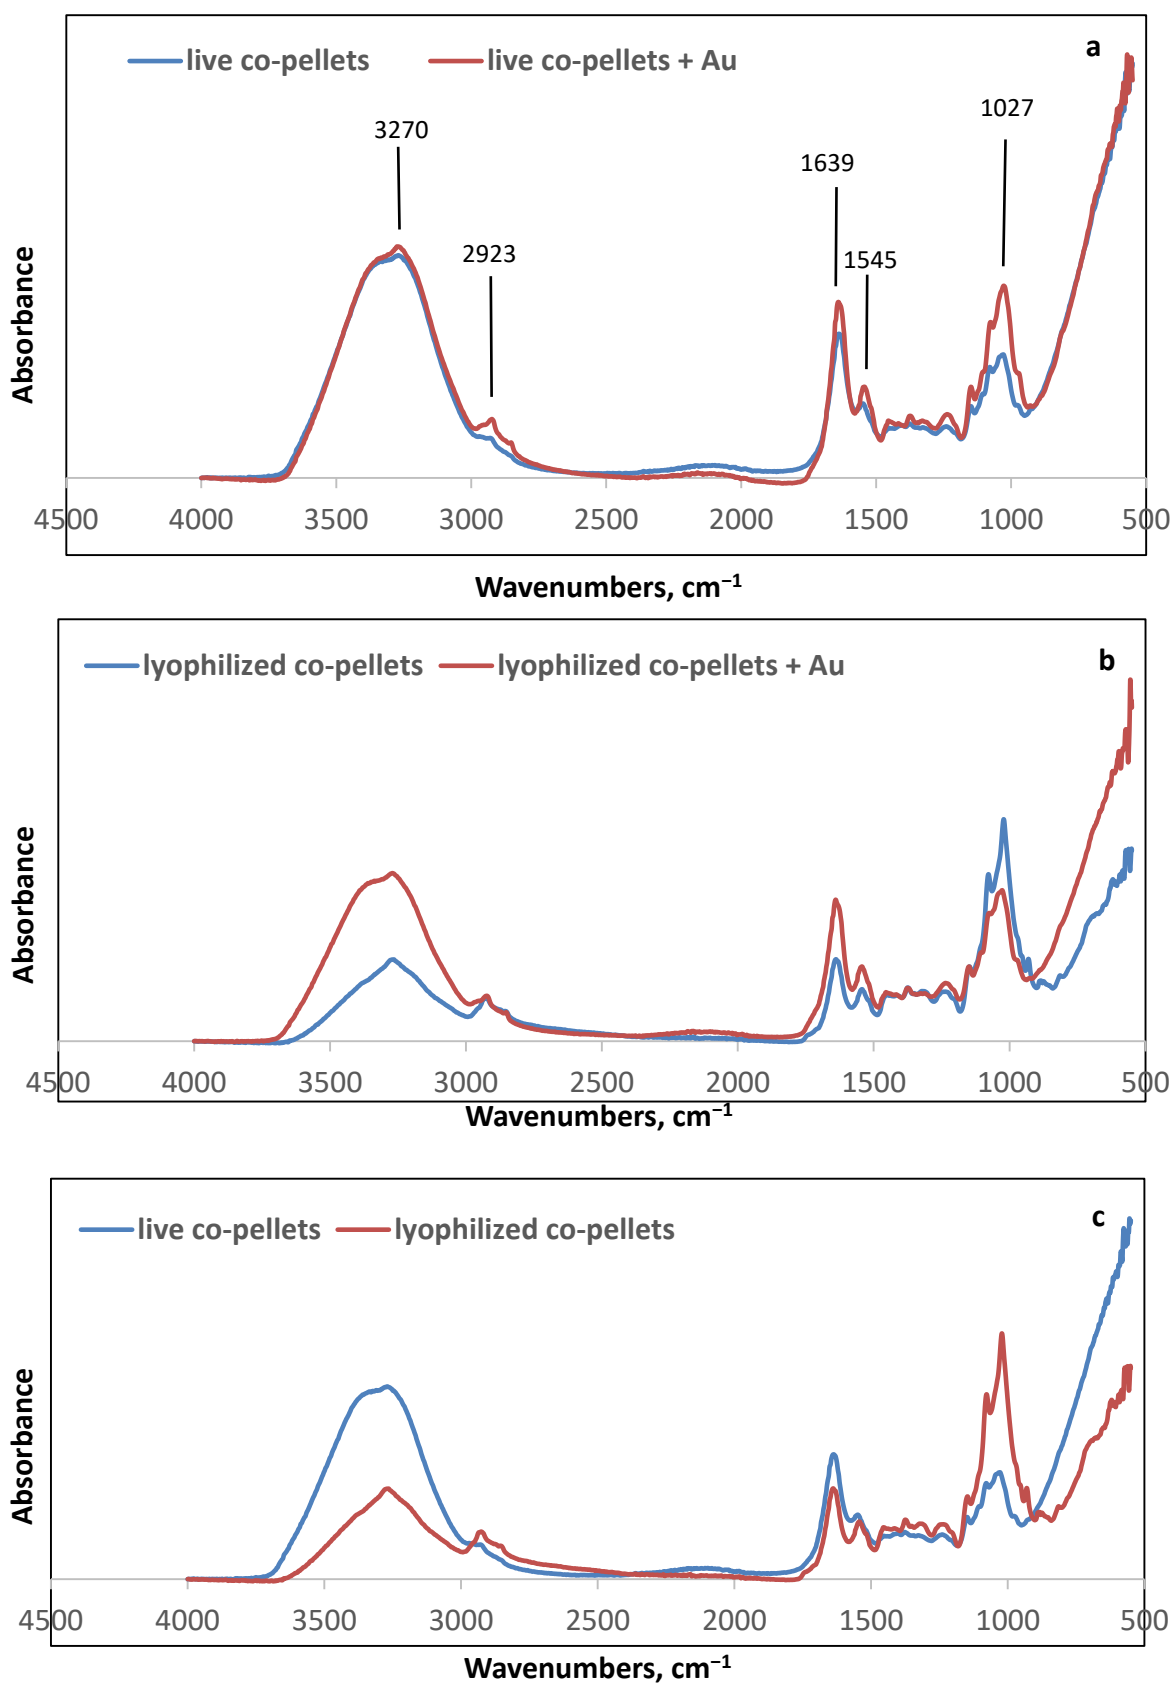 live co-pellets live co-pellets + Au a
1027
3270
1639
2923
1545
Absorbance
4500 4000 3500 3000 2500 2000 1500 1000 500
Wavenumbers, cm⁻¹
lyophilized co-pellets lyophilized co-pellets + Au b
Absorbance
4500 4000 3500 3000 2500 2000 1500 1000 500
Wavenumbers, cm⁻¹
live co-pellets lyophilized co-pellets c
Absorbance
4500 4000 3500 3000 2500 2000 1500 1000 500
Wavenumbers, cm⁻¹